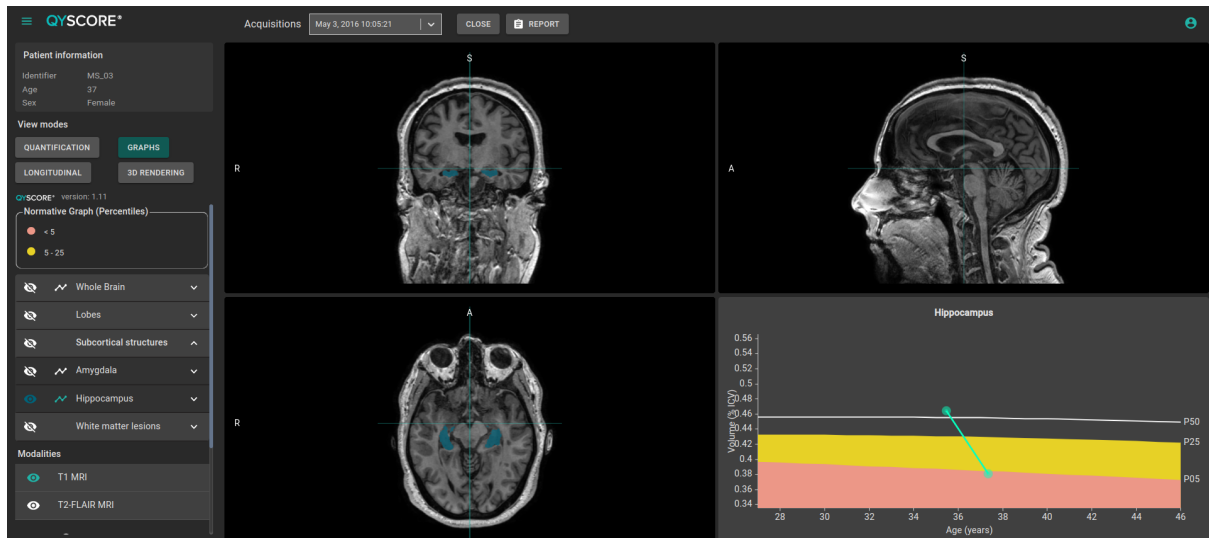 QYSCORE®
Acquisitions
May 3, 2016 10:05:21
CLOSE
REPORT
Patient information
Identifier MS_03
Age 37
Sex Female
View modes
QUANTIFICATION
GRAPHS
LONGITUDINAL
3D RENDERING
QYSCORE® version: 1.11
Normative Graph (Percentiles)
< 5
5 - 25
Whole Brain
Lobes
Subcortical structures
Amygdala
Hippocampus
White matter lesions
Modalities
T1 MRI
T2-FLAIR MRI
S
R
S
A
A
R
Hippocampus
Volume (% ICV)
0.56
0.54
0.52
0.5
0.48
0.46
0.44
0.42
0.4
0.38
0.36
0.34
P50
P25
P05
28 30 32 34 36 38 40 42 44 46
Age (years)